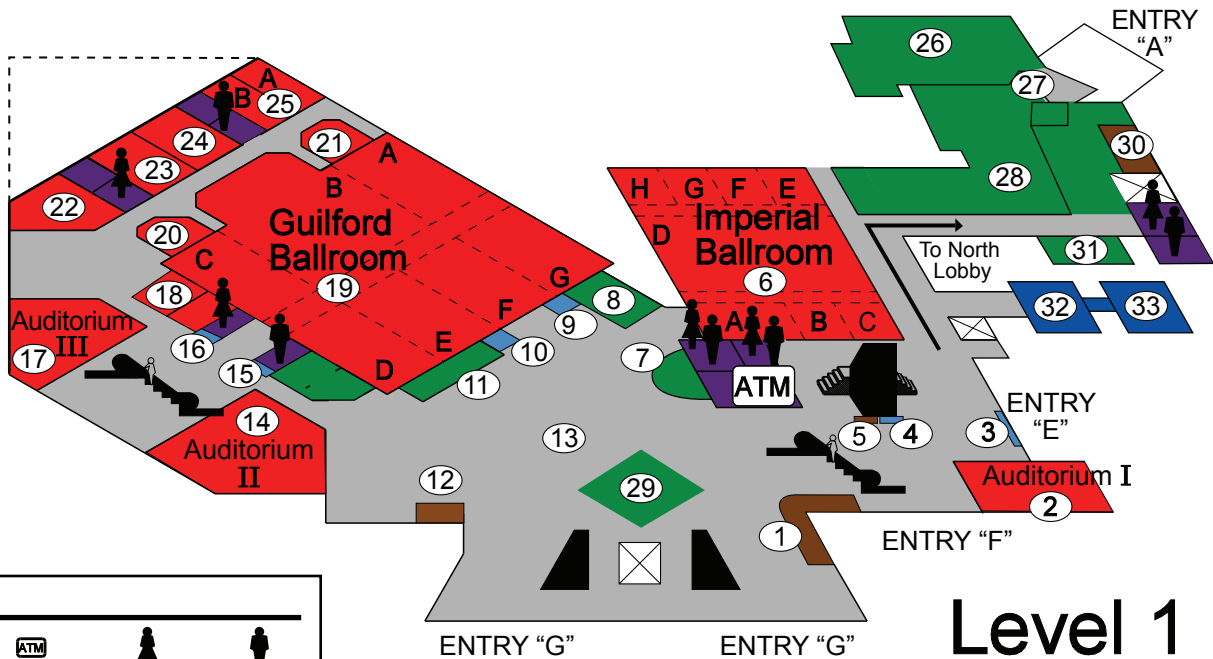 ENTRY
"A"
26
27
A
B
25
24
21
A
30
23
B
28
H G F E
22
Guilford
Ballroom
Imperial
Ballroom
D
20
To North
Lobby
31
C
G
6
19
8
32
33
18
F
9
A B C
Auditorium
III
16
10
E
17
7
15
D
11
ATM
ENTRY
"E"
14
13
5
4
3
Auditorium
II
Auditorium I
12
29
2
1
ENTRY "F"
Level 1
ENTRY "G"
ENTRY "G"
ATM